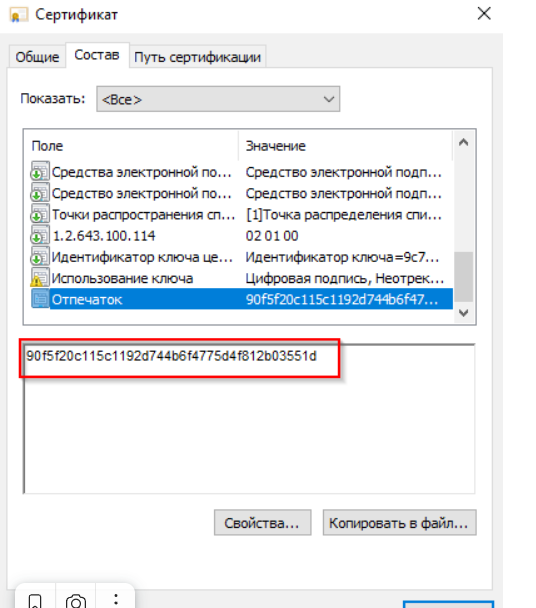 Сертификат
Общие Состав Путь сертификации
Показать: <Все>
Поле Значение
Средства электронной по... Средство электронной подп...
Средство электронной по... Средство электронной подп...
Точки распространения сп... [1]Точка распределения спи...
1.2.643.100.114 02 01 00
Идентификатор ключа це... Идентификатор ключа=9c7...
Использование ключа Цифровая подпись, Неотрек...
Отпечаток 90f5f20c115c1192d744b6f47...
90f5f20c115c1192d744b6f4775d4f812b03551d
Свойства... Копировать в файл...